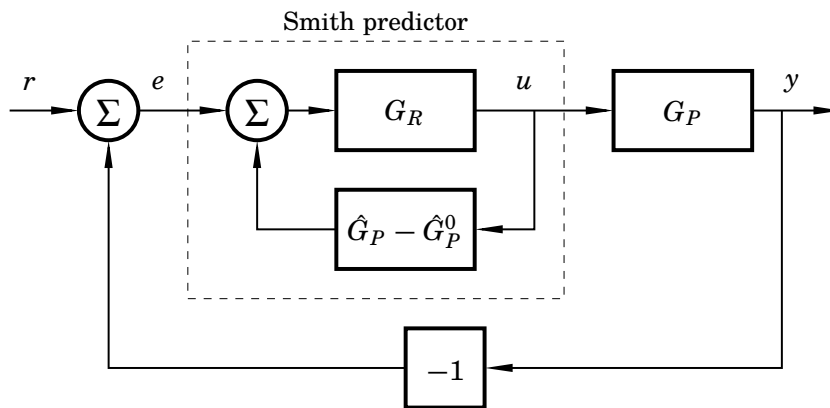 Smith predictor
r
e
u
y
Σ
Σ
G_R
G_P
Ĝ_P − Ĝ_P^0
−1